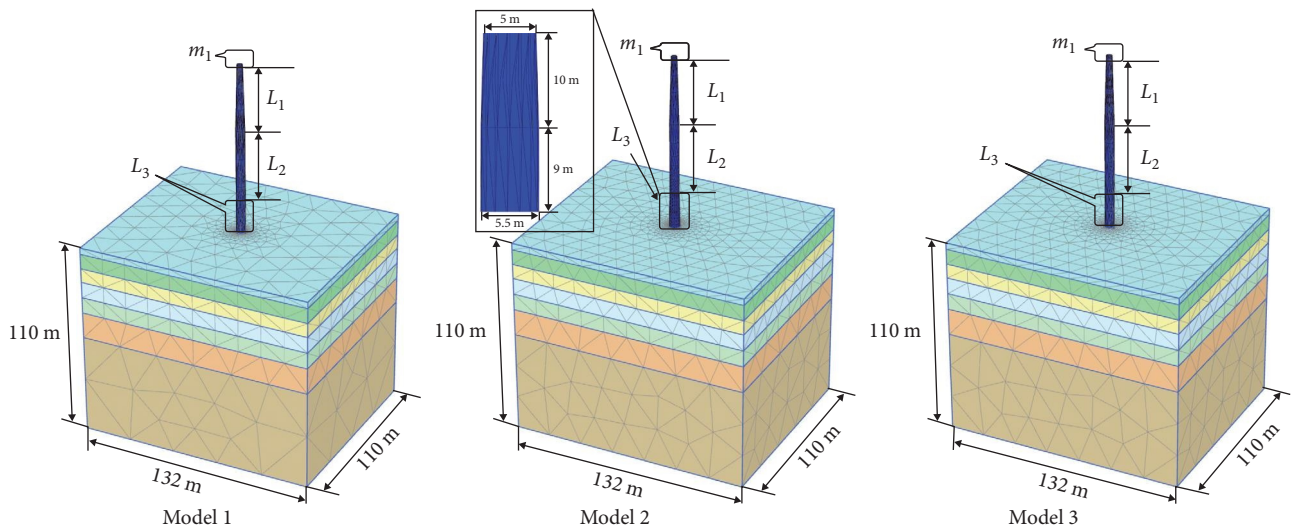 m₁
L₁
L₂
L₃
110 m
132 m
110 m
Model 1
5 m
10 m
9 m
5.5 m
m₁
L₁
L₂
L₃
110 m
132 m
110 m
Model 2
m₁
L₁
L₂
L₃
110 m
132 m
110 m
Model 3